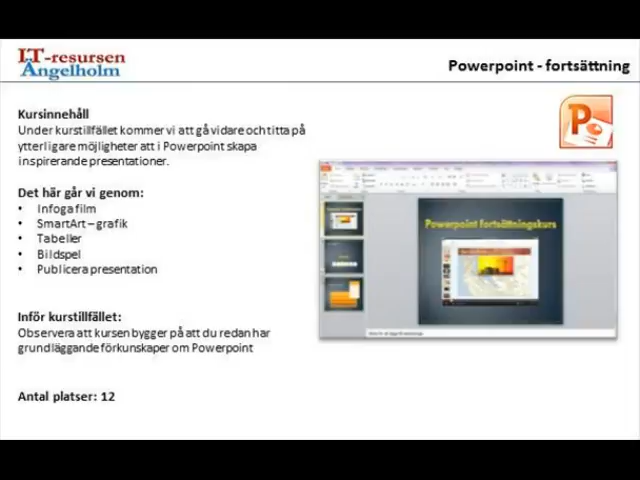 IT-resursen
Ängelholm
Powerpoint - fortsättning
Kursinnehåll
Under kurstillfället kommer vi att gå vidare och titta på
ytterligare möjligheter att i Powerpoint skapa
inspirerande presentationer.
Det här går vi genom:
• Infoga film
• SmartArt – grafik
• Tabeller
• Bildspel
• Publicera presentation
Inför kurstillfället:
Observera att kursen bygger på att du redan har
grundläggande förkunskaper om Powerpoint
Antal platser: 12
P
Powerpoint fortsättningskurs